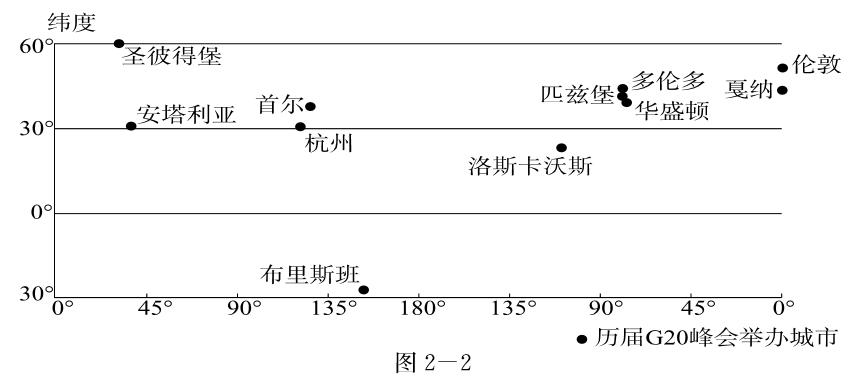 纬度
60°
圣彼得堡
伦敦
多伦多
戛纳
匹兹堡
首尔
华盛顿
安塔利亚
30°
杭州
洛斯卡沃斯
0°
布里斯班
30°
0° 45° 90° 135° 180° 135° 90° 45° 0°
历届G20峰会举办城市
图 2－2